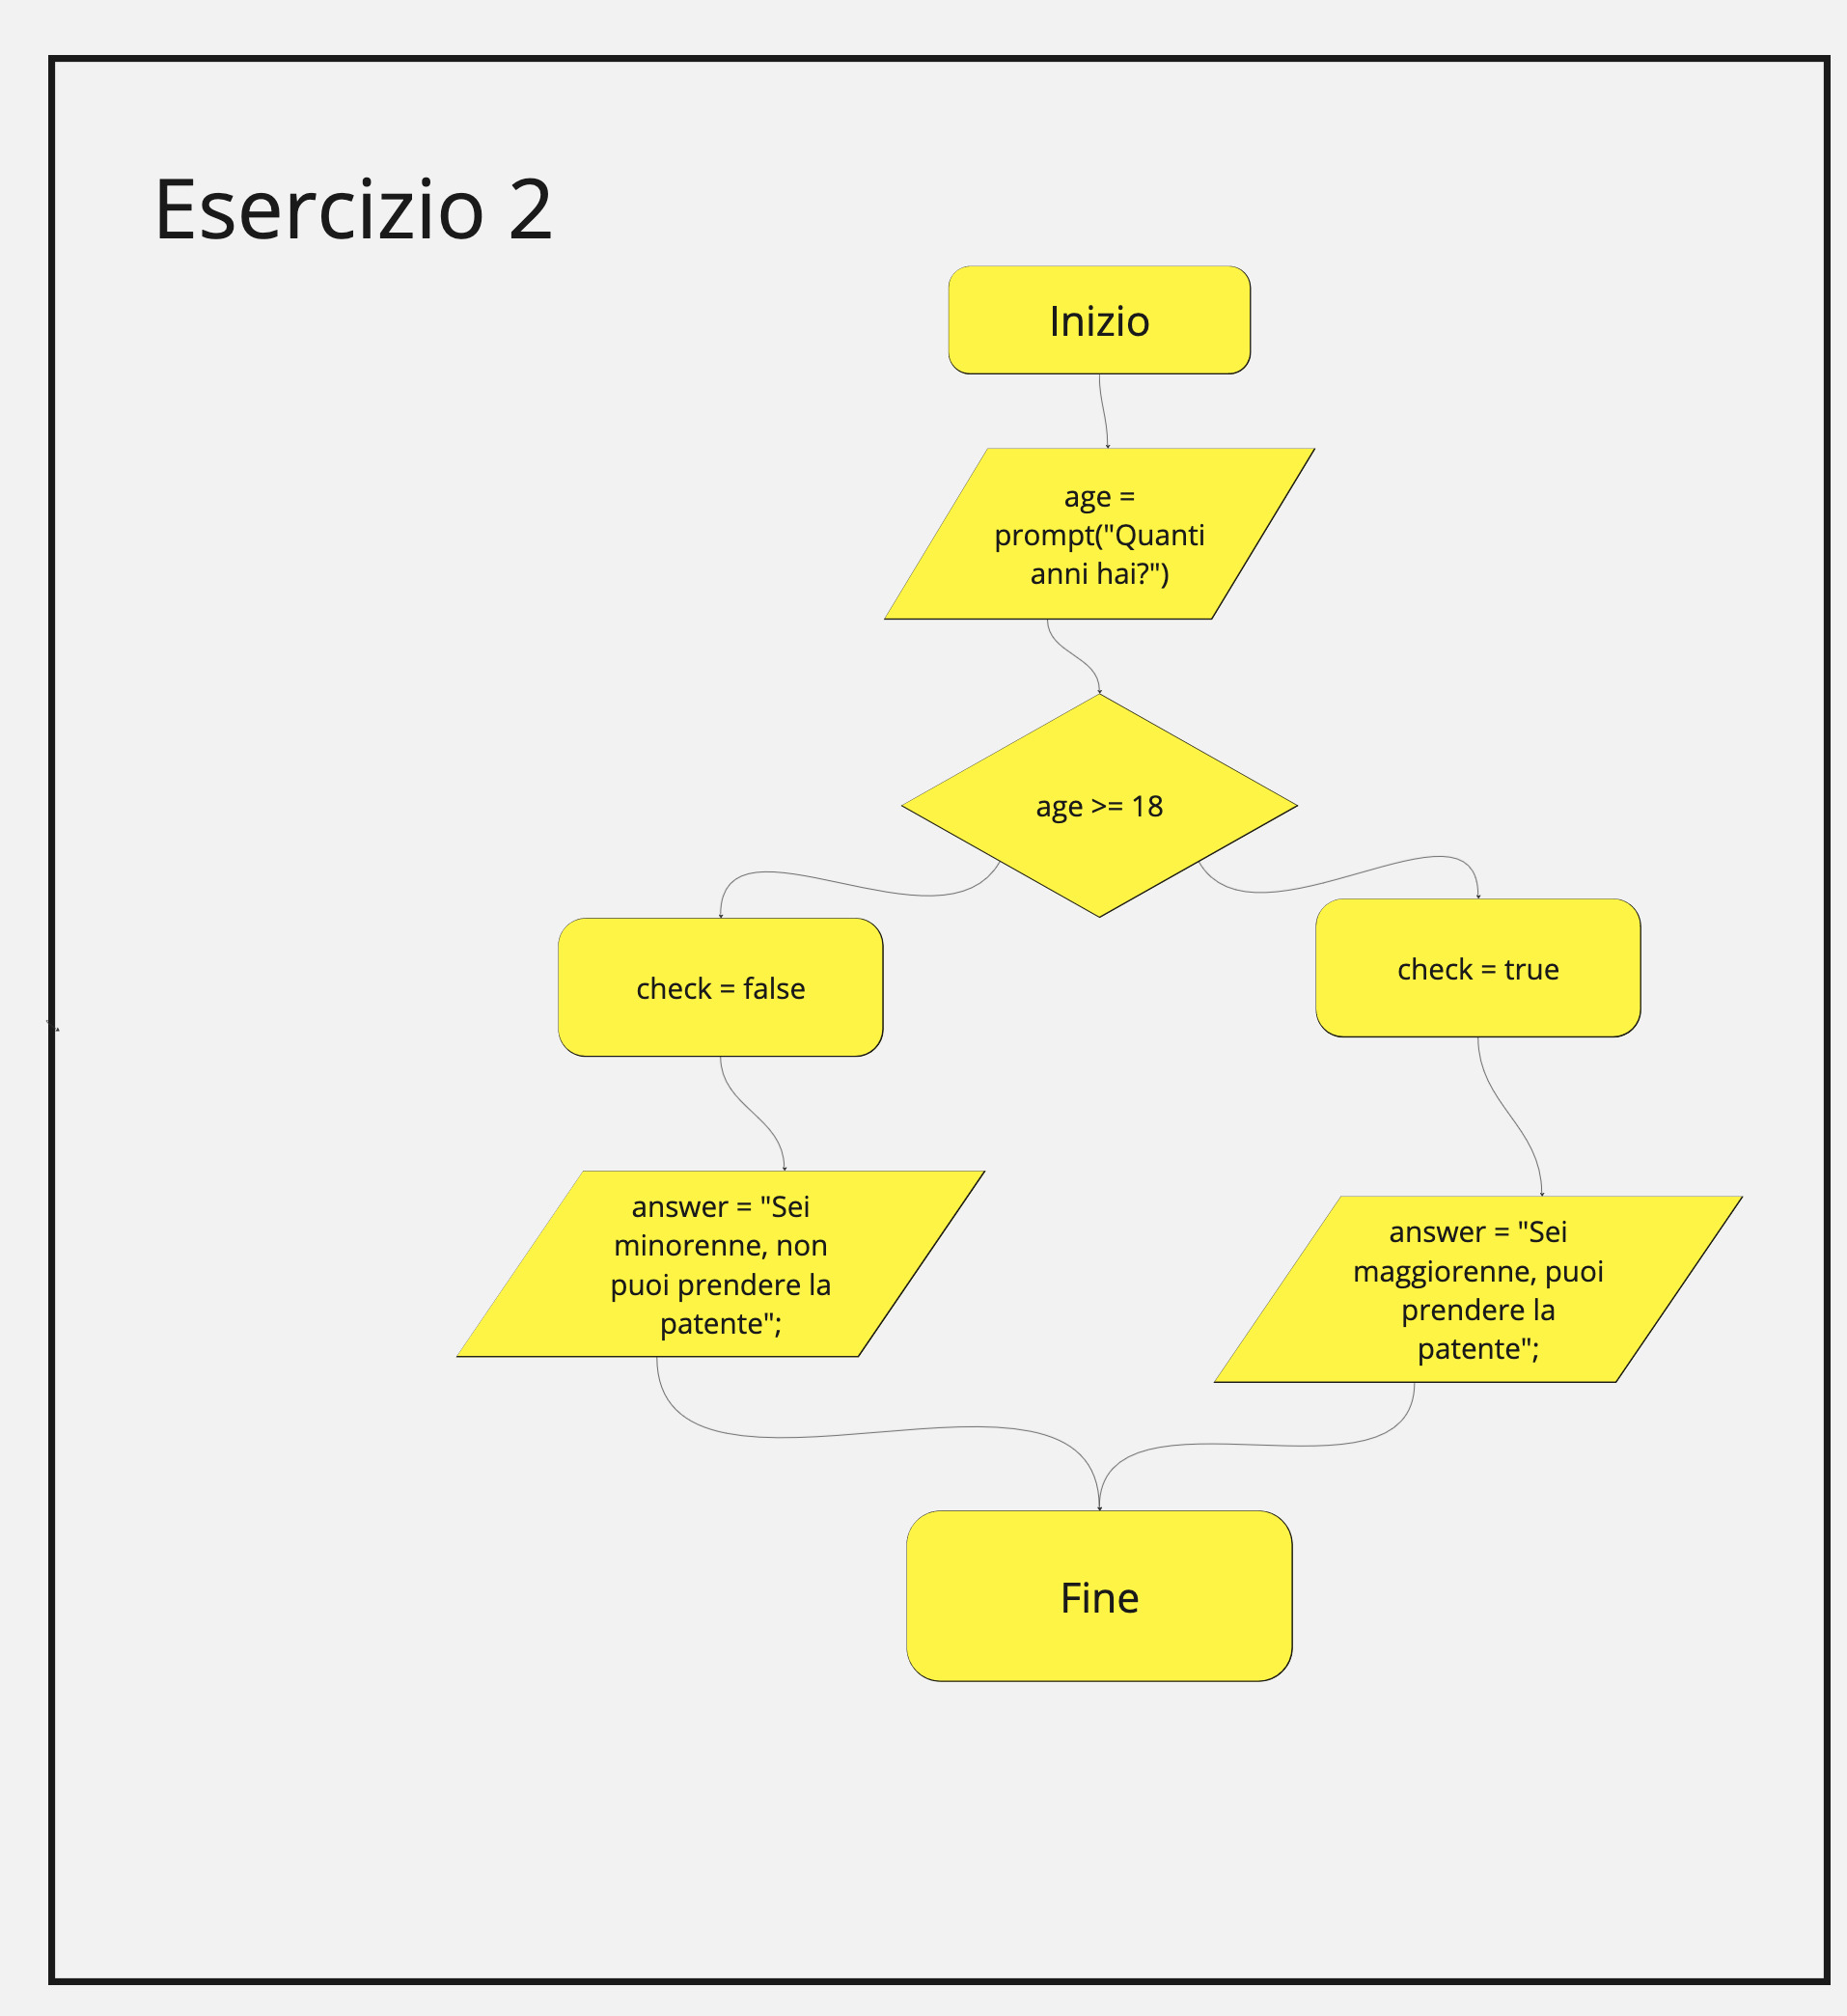 Esercizio 2
Inizio
age =
prompt("Quanti
anni hai?")
age >= 18
check = false
check = true
answer = "Sei
minorenne, non
puoi prendere la
patente";
answer = "Sei
maggiorenne, puoi
prendere la
patente";
Fine